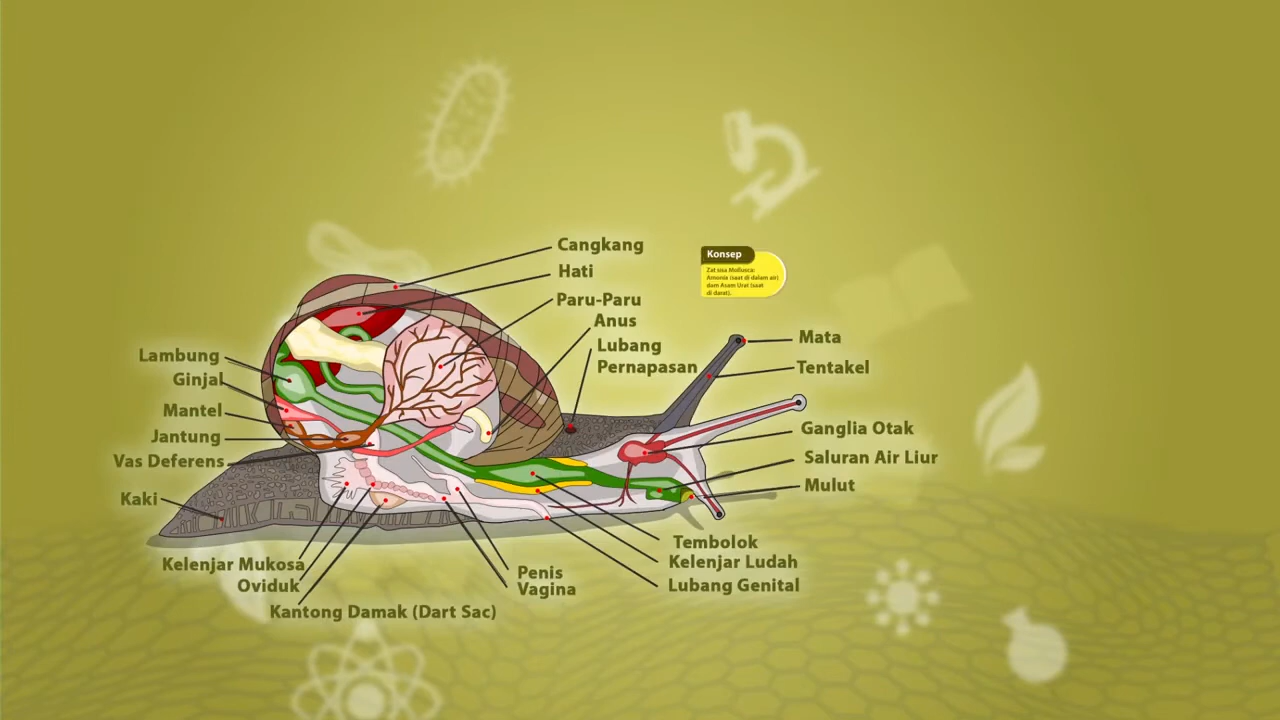 Cangkang
Hati
Paru-Paru
Anus
Lubang
Pernapasan
Konsep
Zat sisa Mollusca:
Amonia (saat di dalam air)
dam Asam Urat (saat
di darat).
Mata
Tentakel
Ganglia Otak
Saluran Air Liur
Mulut
Lambung
Ginjal
Mantel
Jantung
Vas Deferens
Kaki
Kelenjar Mukosa
Oviduk
Kantong Damak (Dart Sac)
Penis
Vagina
Tembolok
Kelenjar Ludah
Lubang Genital